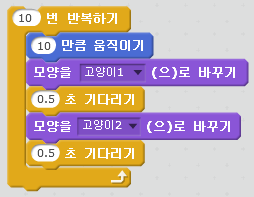 10 번 반복하기
10 만큼 움직이기
모양을 고양이1 (으)로 바꾸기
0.5 초 기다리기
모양을 고양이2 (으)로 바꾸기
0.5 초 기다리기